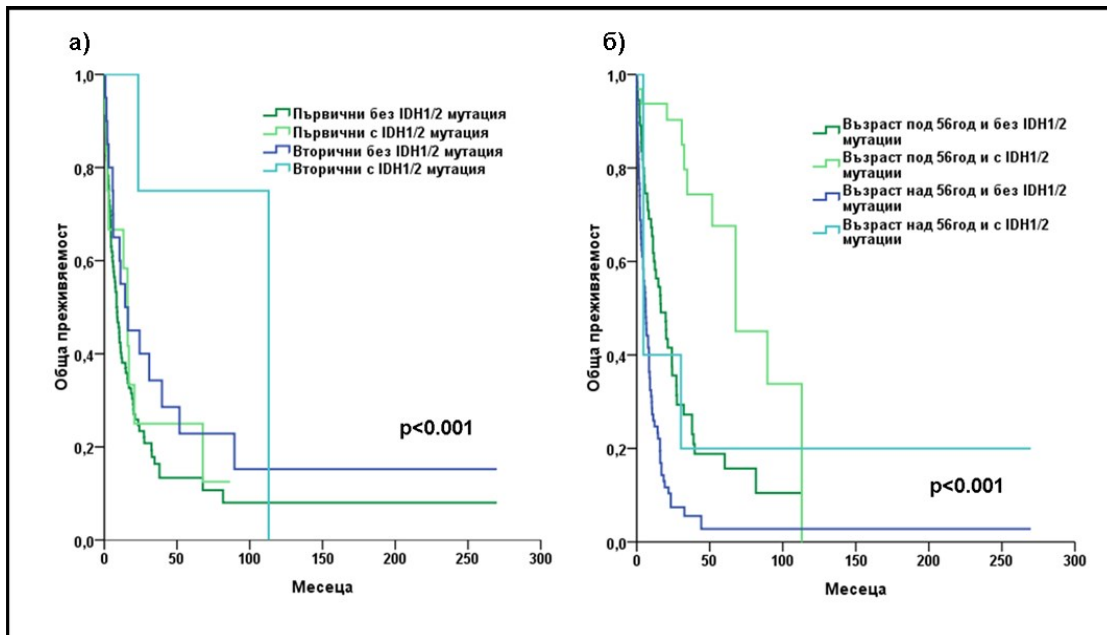 а)
1,0
0,8
0,6
0,4
0,2
0,0
Обща преживяемост
Първични без IDH1/2 мутация
Първични с IDH1/2 мутация
Вторични без IDH1/2 мутация
Вторични с IDH1/2 мутация
p<0.001
0 50 100 150 200 250 300
Месеца
б)
1,0
0,8
0,6
0,4
0,2
0,0
Обща преживяемост
Възраст под 56год и без IDH1/2
мутации
Възраст под 56год и с IDH1/2
мутации
Възраст над 56год и без IDH1/2
мутации
Възраст над 56год и с IDH1/2
мутации
p<0.001
0 50 100 150 200 250 300
Месеца